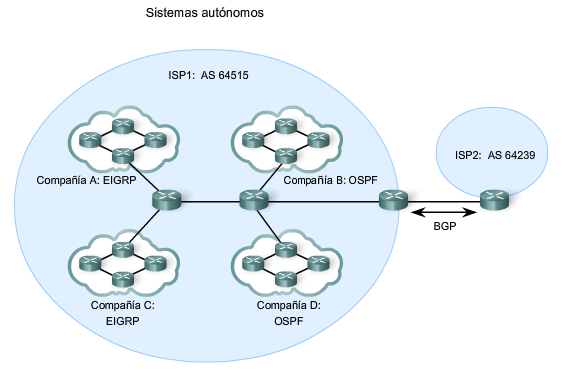 Sistemas autónomos
ISP1: AS 64515
ISP2: AS 64239
Compañía A: EIGRP
Compañía B: OSPF
BGP
Compañía C:
EIGRP
Compañía D:
OSPF